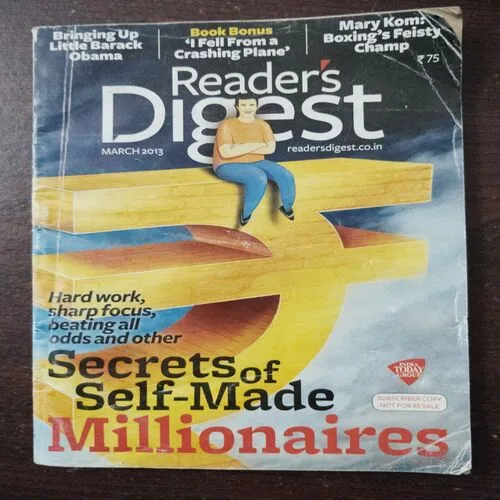 Bringing Up
Little Barack
Obama
Book Bonus
'I Fell From a
Crashing Plane'
Mary Kom:
Boxing's Feisty
Champ
₹75
Reader's
Digest
MARCH 2013
readersdigest.co.in
Hard work,
sharp focus,
beating all
odds and other
Secrets of
Self-Made
Millionaires
INDIA
TODAY
GROUP
SUBSCRIBER COPY
NOT FOR RESALE